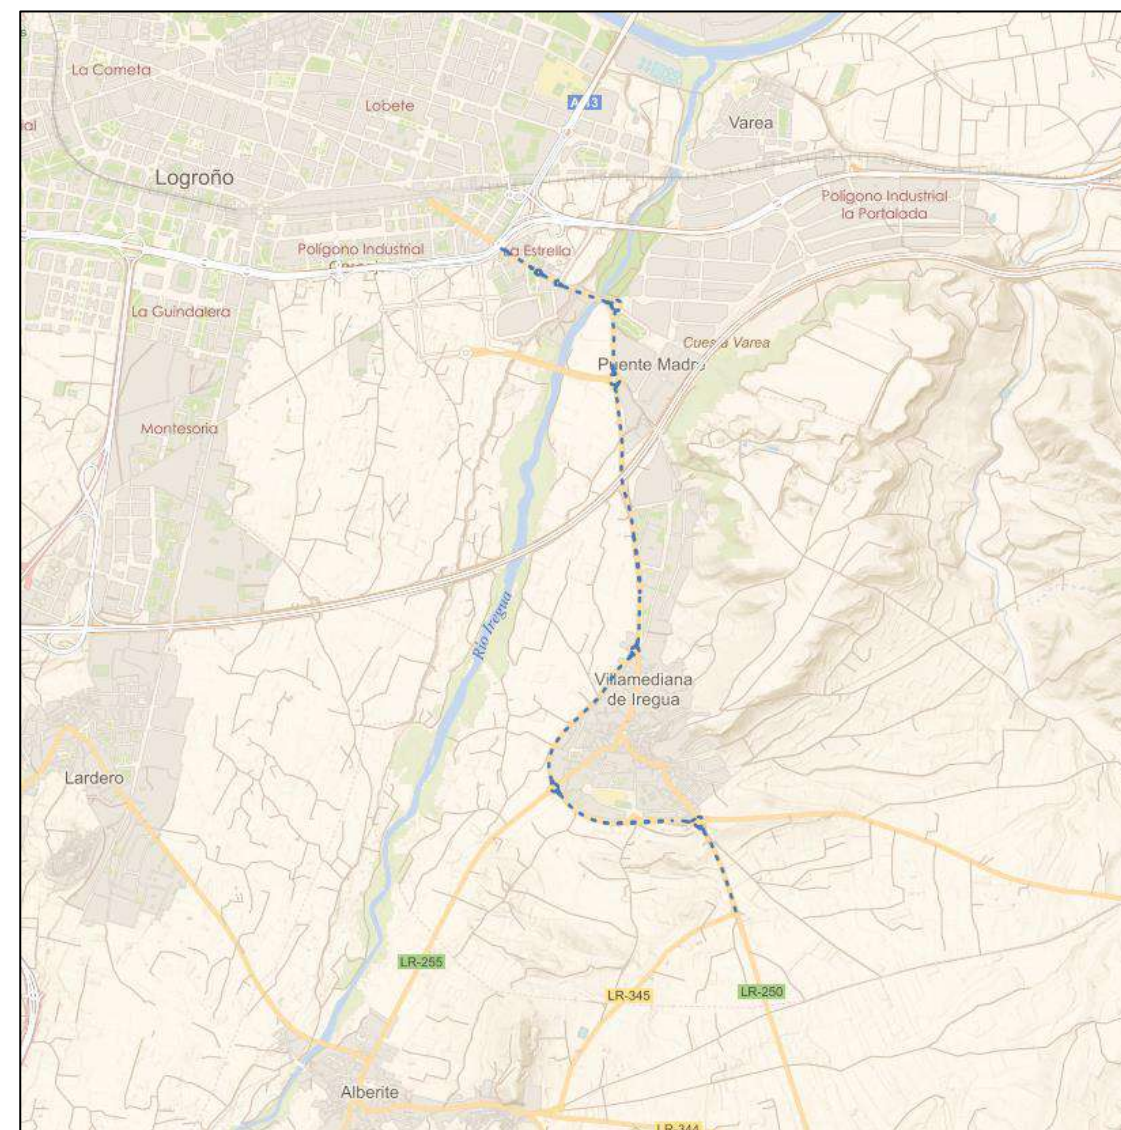 La Cometa
Lobete
Varea
Logroño
Polígono Industrial
la Portalada
Polígono Industrial
La Estrella
La Guindalera
Cuesta Varea
Puente Madre
Montesoria
Río Iregua
Villamediana
de Iregua
Lardero
LR-255
LR-345
LR-250
Alberite
LR-344